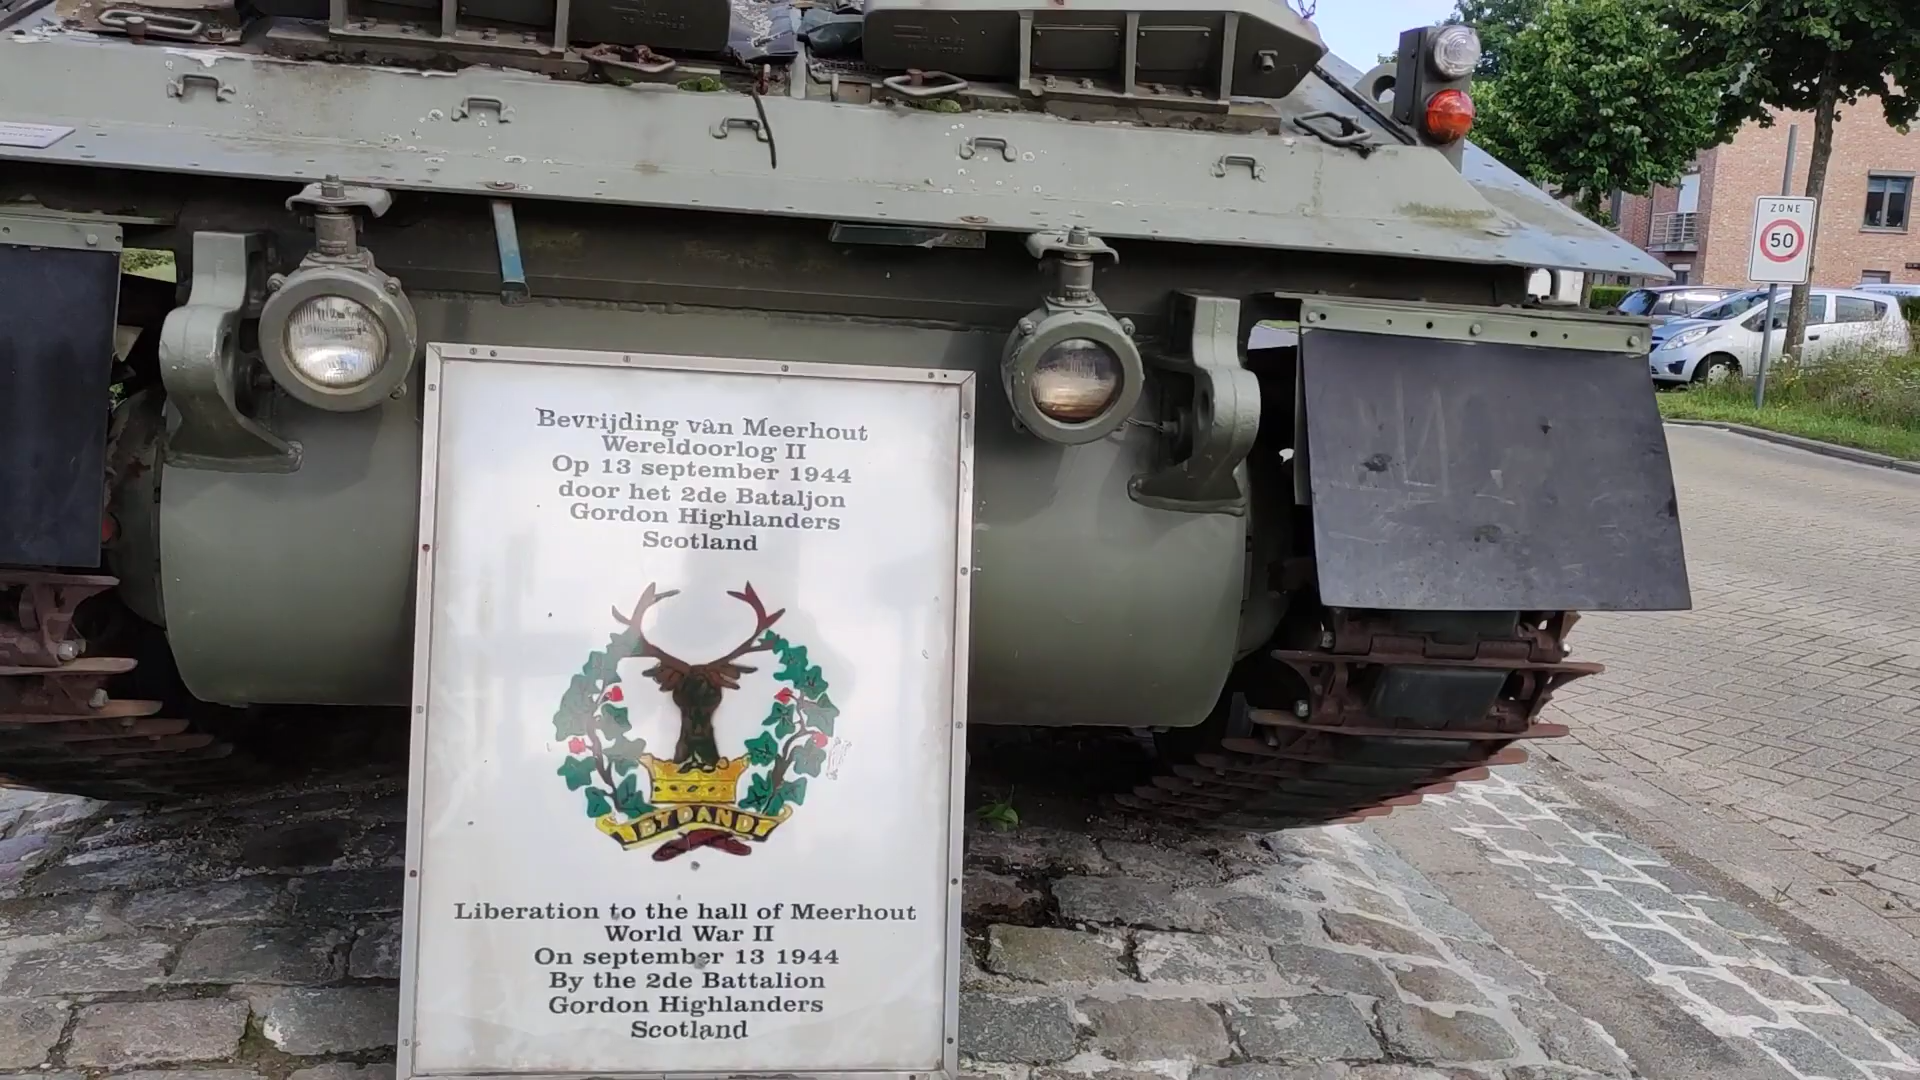 Bevrijding van Meerhout
Wereldoorlog II
Op 13 september 1944
door het 2de Bataljon
Gordon Highlanders
Scotland
BYDAND
Liberation to the hall of Meerhout
World War II
On september 13 1944
By the 2de Battalion
Gordon Highlanders
Scotland
ZONE
50